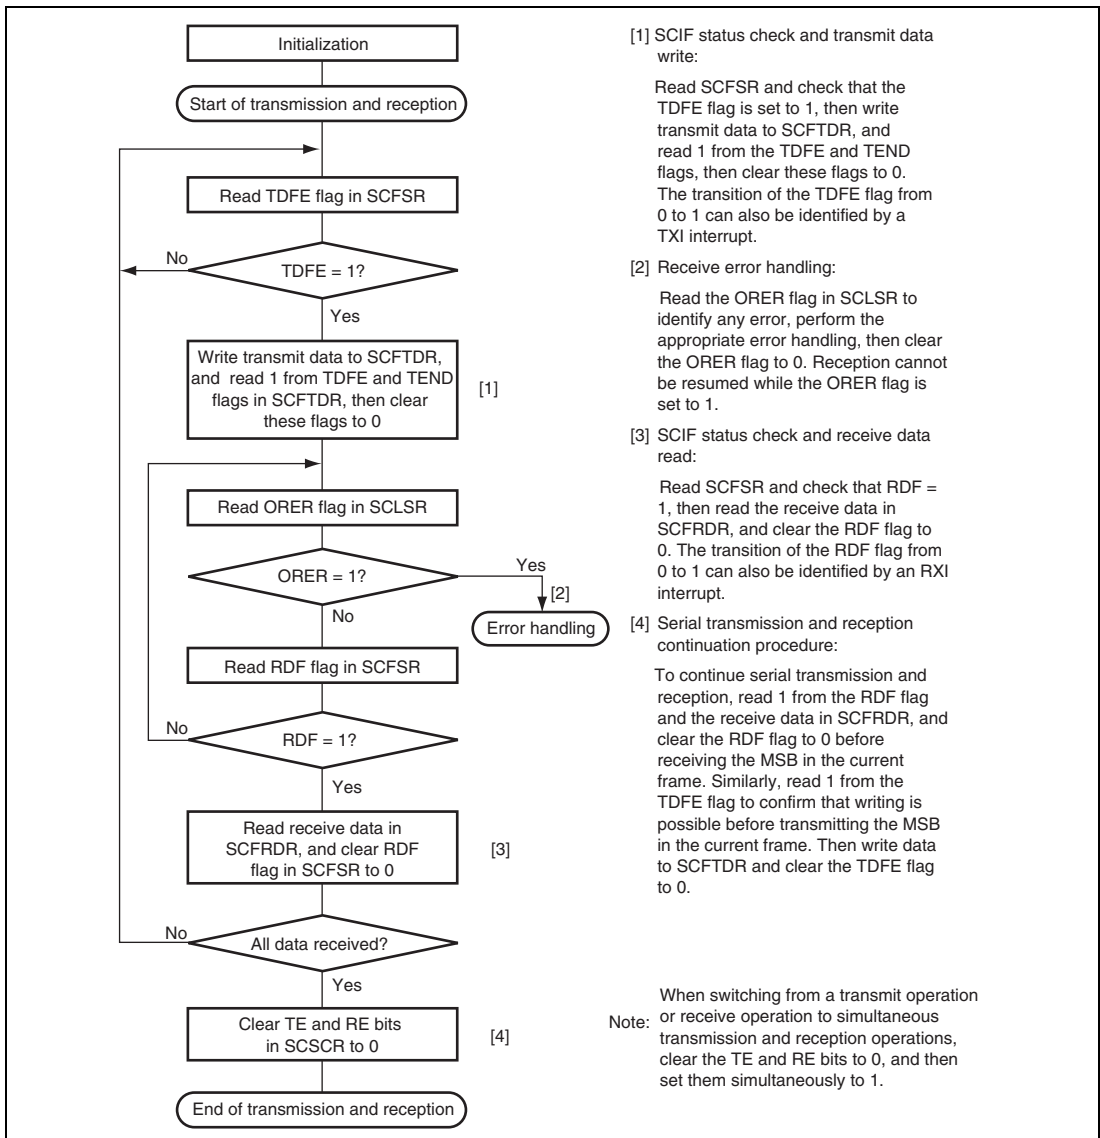 Initialization
Start of transmission and reception
Read TDFE flag in SCFSR
No
TDFE = 1?
Yes
Write transmit data to SCFTDR,
and read 1 from TDFE and TEND
flags in SCFTDR, then clear
these flags to 0
[1]
Read ORER flag in SCLSR
ORER = 1?
Yes
[2]
Error handling
No
Read RDF flag in SCFSR
No
RDF = 1?
Yes
Read receive data in
SCFRDR, and clear RDF
flag in SCFSR to 0
[3]
No
All data received?
Yes
Clear TE and RE bits
in SCSCR to 0
[4]
End of transmission and reception
[1] SCIF status check and transmit data
write:
Read SCFSR and check that the
TDFE flag is set to 1, then write
transmit data to SCFTDR, and
read 1 from the TDFE and TEND
flags, then clear these flags to 0.
The transition of the TDFE flag from
0 to 1 can also be identified by a
TXI interrupt.
[2] Receive error handling:
Read the ORER flag in SCLSR to
identify any error, perform the
appropriate error handling, then clear
the ORER flag to 0. Reception cannot
be resumed while the ORER flag is
set to 1.
[3] SCIF status check and receive data
read:
Read SCFSR and check that RDF =
1, then read the receive data in
SCFRDR, and clear the RDF flag to
0. The transition of the RDF flag from
0 to 1 can also be identified by an RXI
interrupt.
[4] Serial transmission and reception
continuation procedure:
To continue serial transmission and
reception, read 1 from the RDF flag
and the receive data in SCFRDR, and
clear the RDF flag to 0 before
receiving the MSB in the current
frame. Similarly, read 1 from the
TDFE flag to confirm that writing is
possible before transmitting the MSB
in the current frame. Then write data
to SCFTDR and clear the TDFE flag
to 0.
Note: When switching from a transmit operation
or receive operation to simultaneous
transmission and reception operations,
clear the TE and RE bits to 0, and then
set them simultaneously to 1.